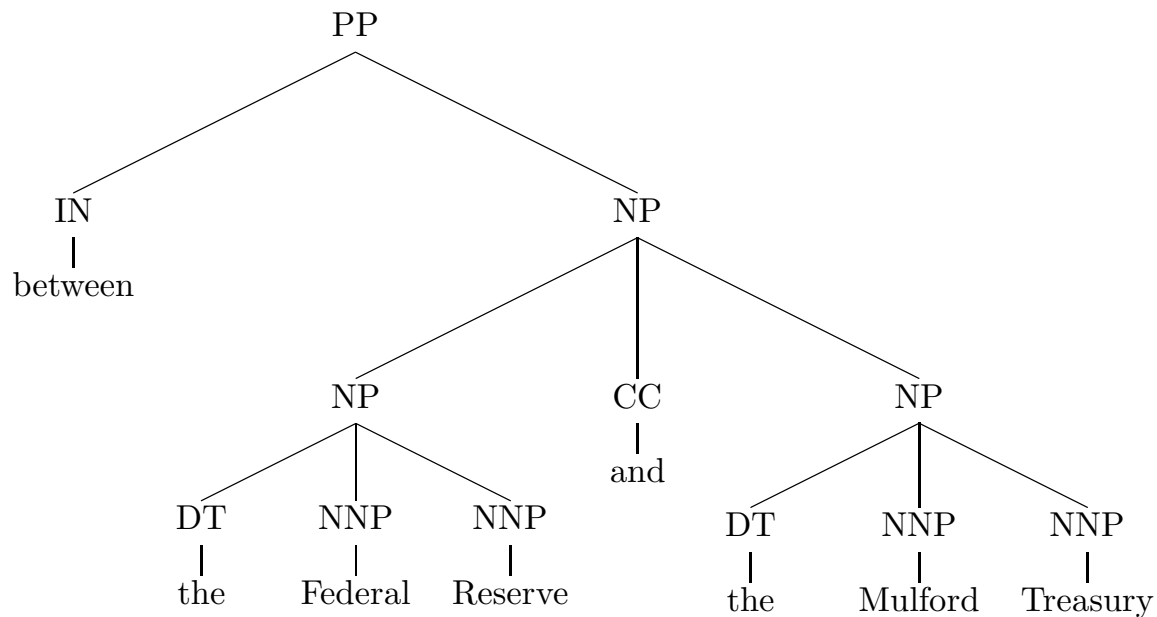 PP
IN NP
between
NP CC NP
and
DT NNP NNP DT NNP NNP
the Federal Reserve the Mulford Treasury